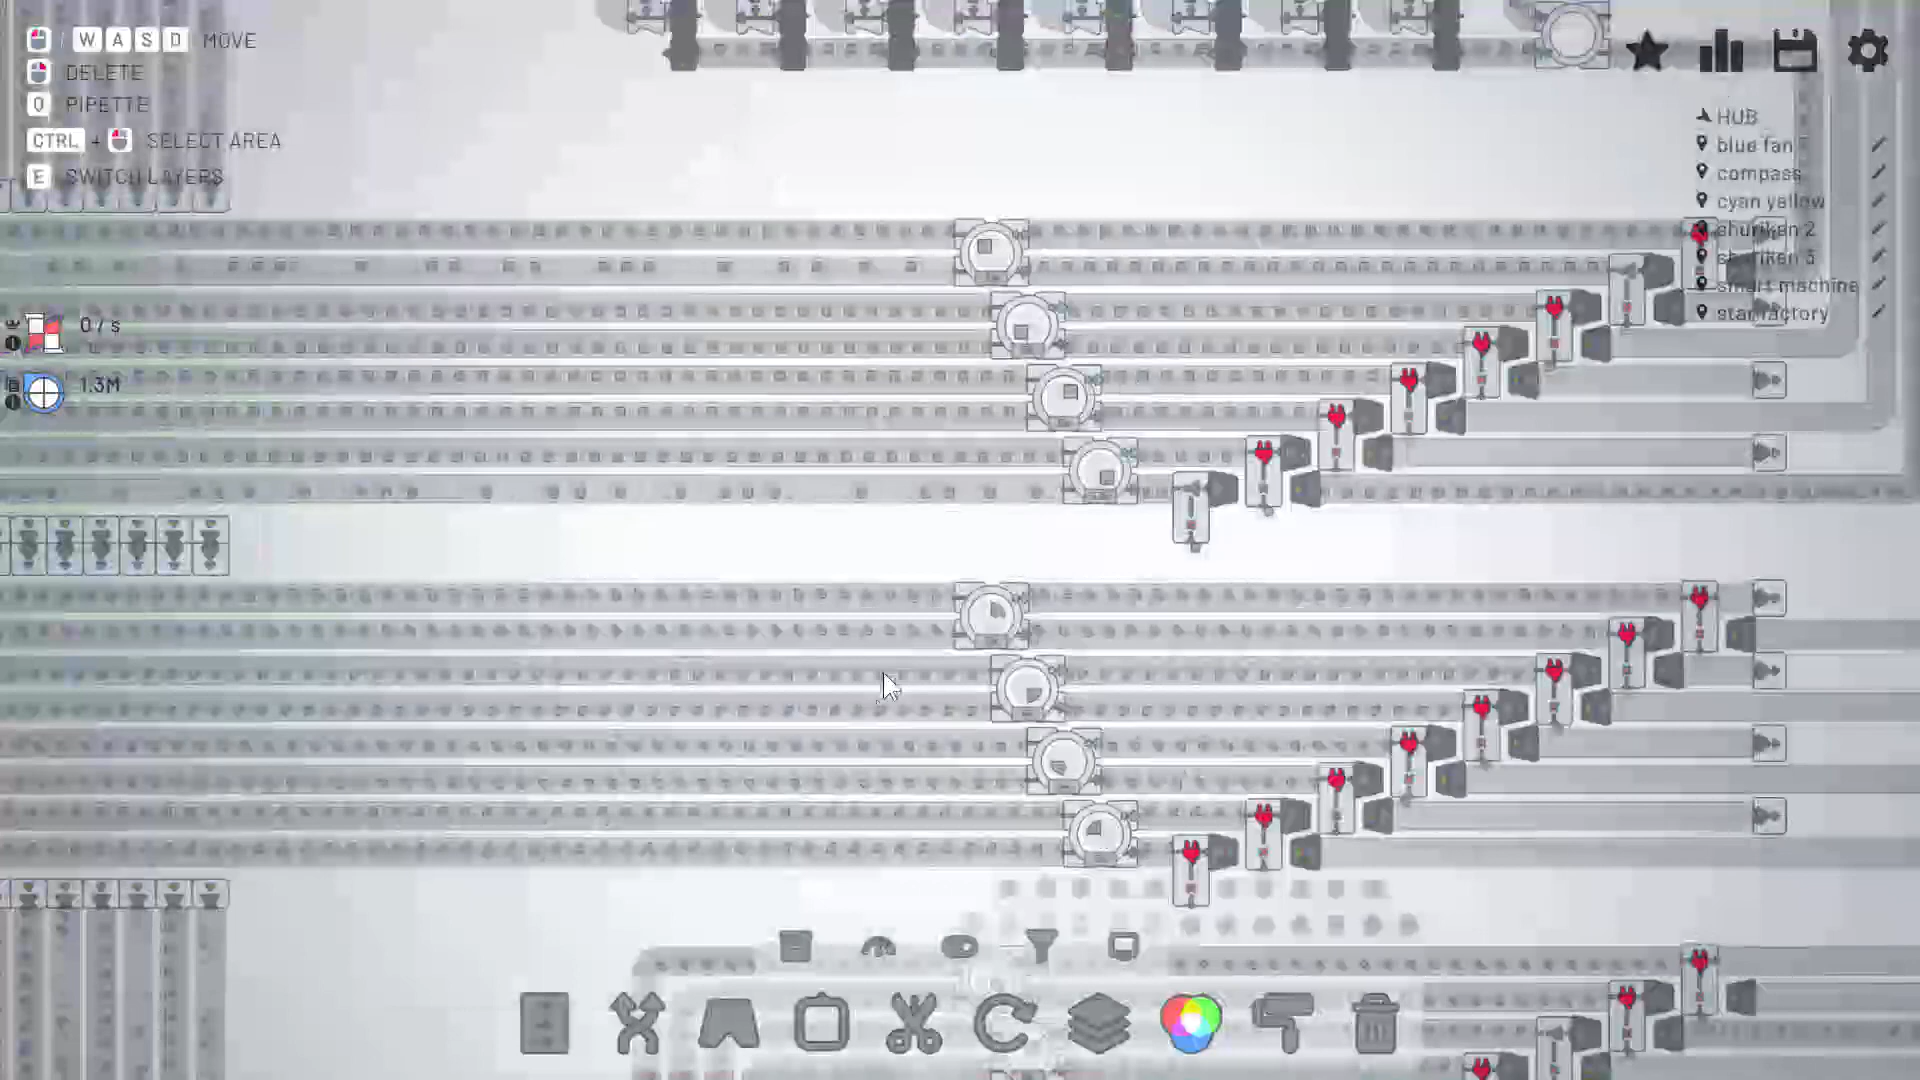 / W A S D MOVE
DELETE
Q PIPETTE
CTRL + SELECT AREA
E SWITCH LAYERS
HUB
blue fan
compass
cyan yellow
shuriken 2
shuriken 3
smart machine
star factory
0 / s
1.3M